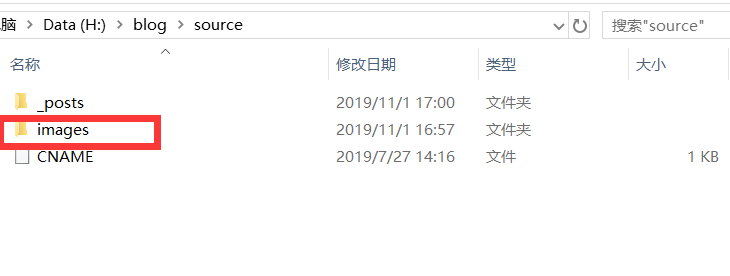 脑 > Data (H:) > blog > source 搜索"source"
名称 修改日期 类型 大小
_posts 2019/11/1 17:00 文件夹
images 2019/11/1 16:57 文件夹
CNAME 2019/7/27 14:16 文件 1 KB